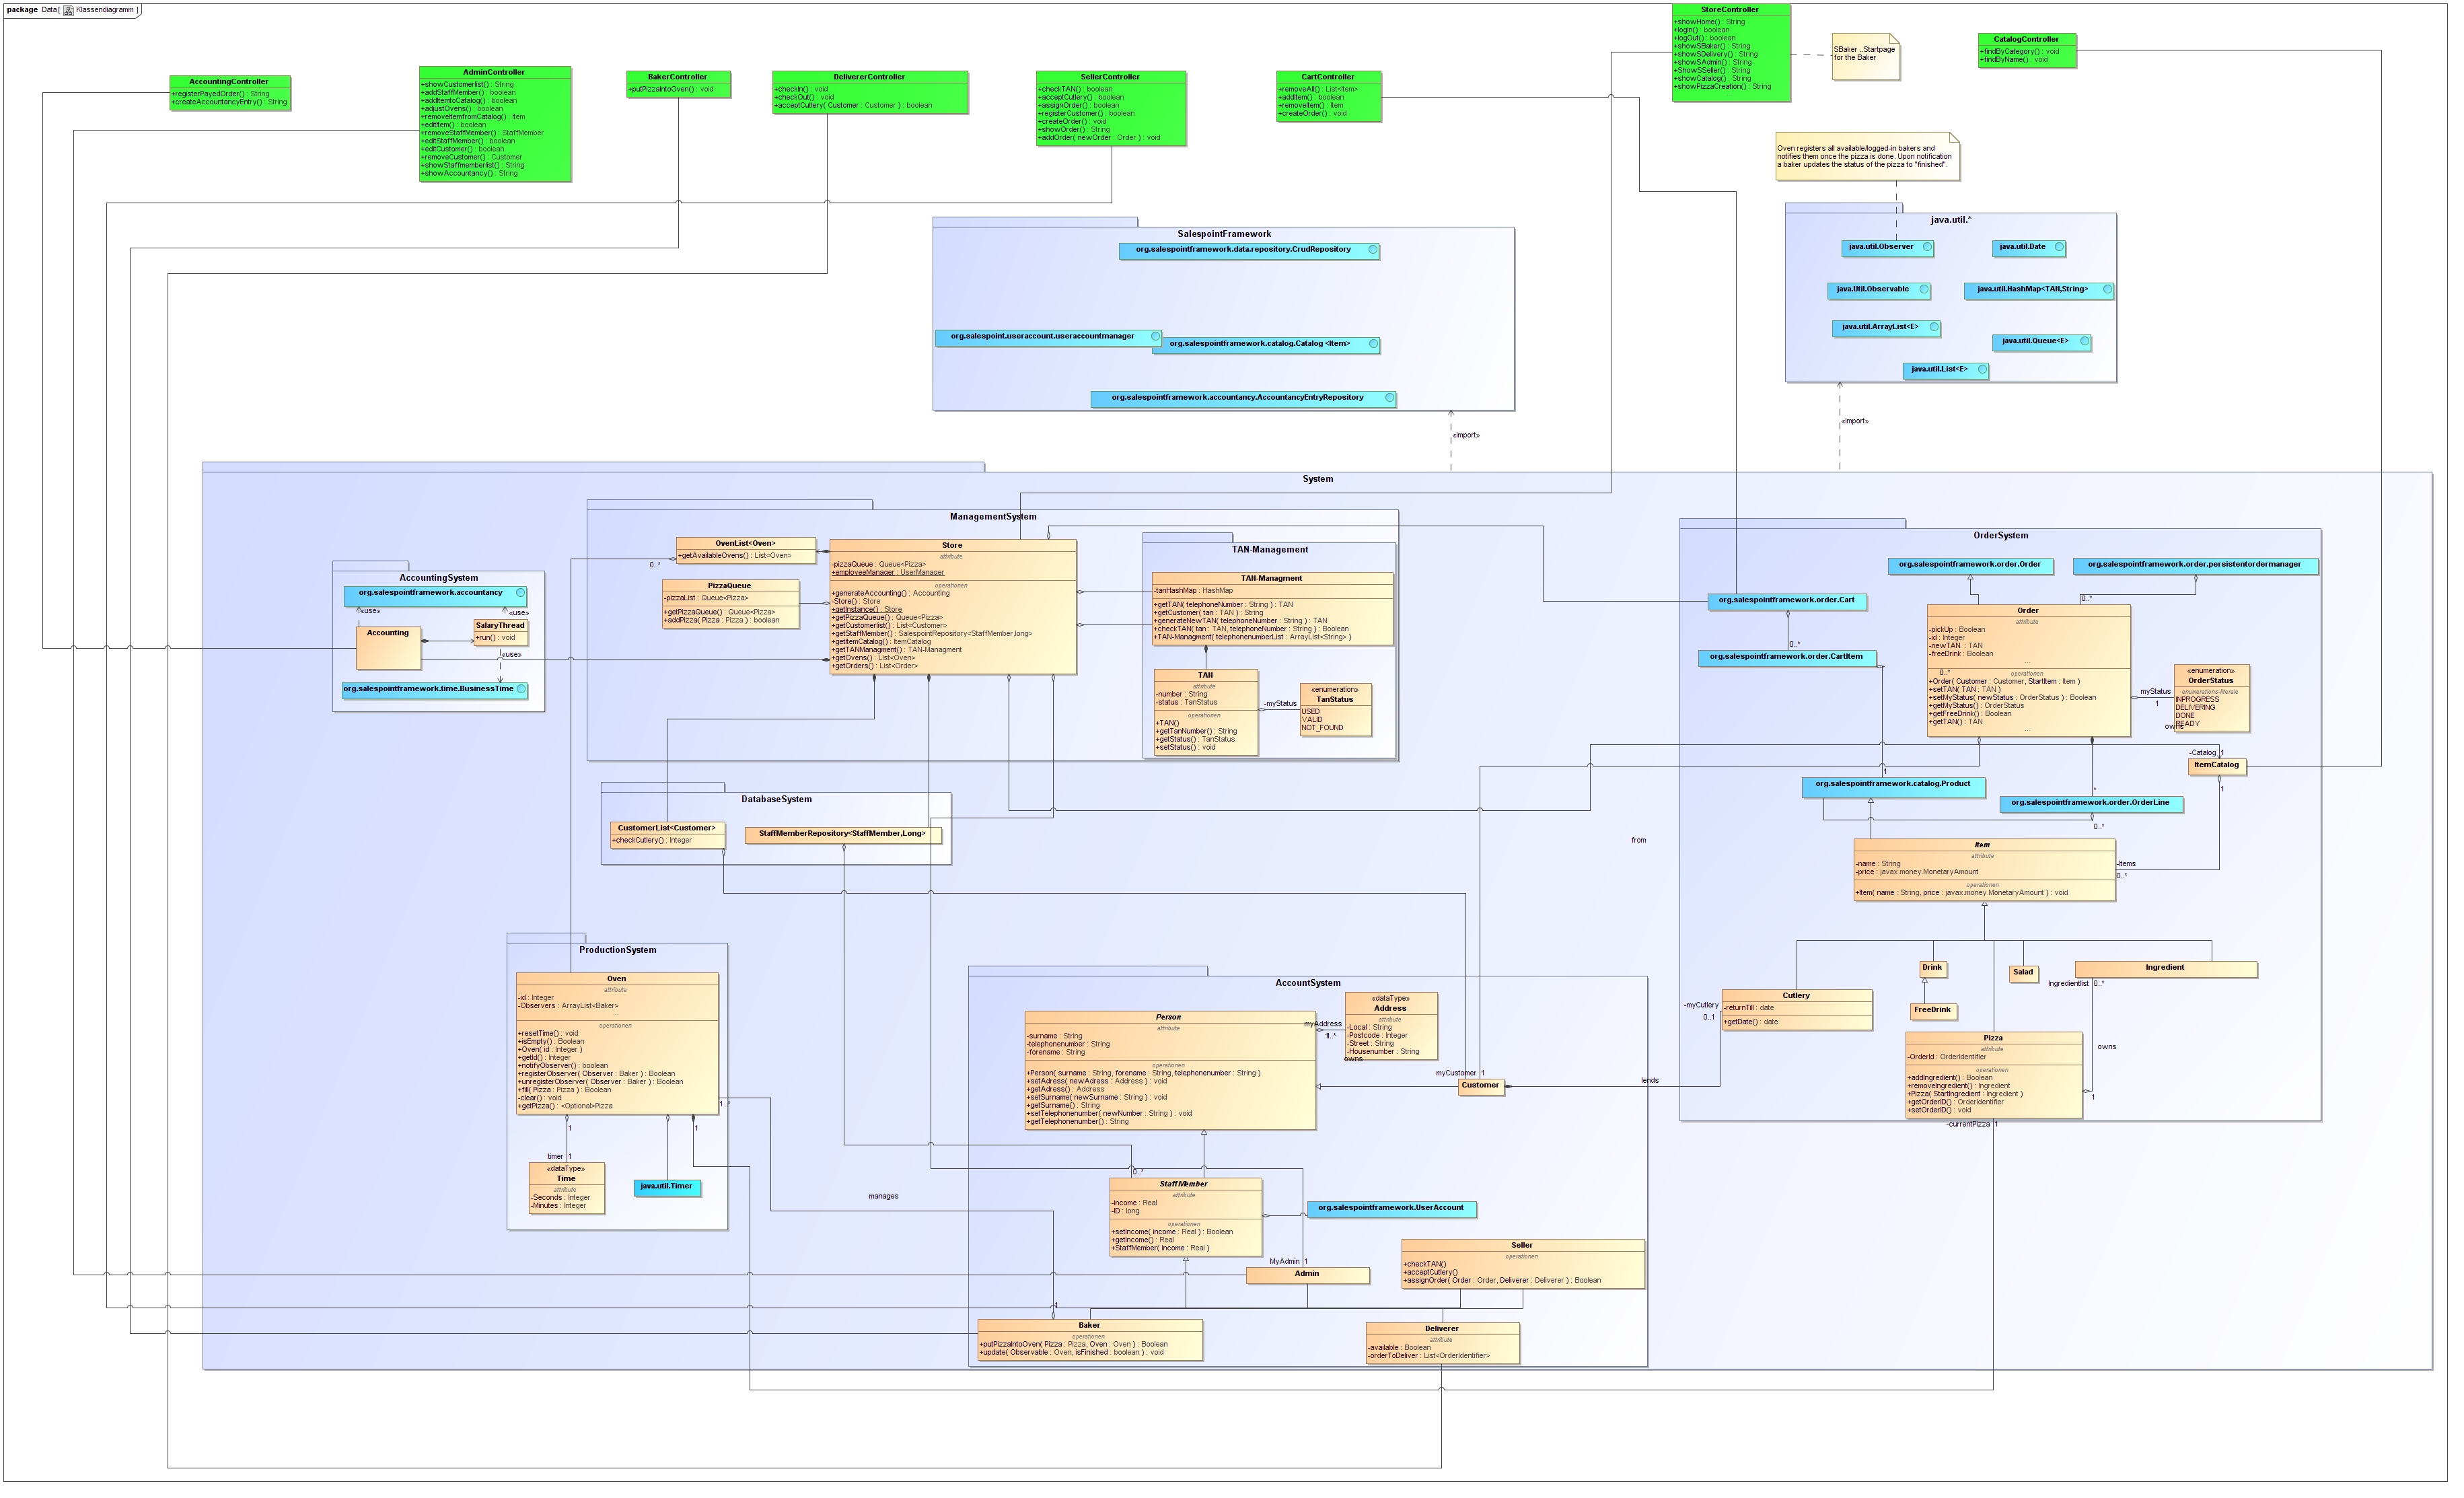 package Data[ Klassendiagramm ]
StoreController
+showHome() : String
+logIn() : boolean
+logOut() : boolean
+showSBaker() : String
+showSDelivery() : String
+showSAdmin() : String
+ShowSSeller() : String
+showCatalog() : String
+showPizzaCreation() : String
SBaker ..Startpage
for the Baker
CatalogController
+findByCategory() : void
+findByName() : void
AccountingController
+registerPayedOrder() : String
+createAccountancyEntry() : String
AdminController
+showCustomerlist() : String
+addStaffMember() : boolean
+addItemtoCatalog() : boolean
+adjustOvens() : boolean
+removeItemfromCatalog() : Item
+editItem() : boolean
+removeStaffMember() : StaffMember
+editStaffMember() : boolean
+editCustomer() : boolean
+removeCustomer() : Customer
+showStaffmemberlist() : String
+showAccountancy() : String
BakerController
+putPizzaIntoOven() : void
DelivererController
+checkIn() : void
+checkOut() : void
+acceptCutlery( Customer : Customer ) : boolean
SellerController
+checkTAN() : boolean
+acceptCutlery() : boolean
+assignOrder() : boolean
+registerCustomer() : boolean
+createOrder() : void
+showOrder() : String
+addOrder( newOrder : Order ) : void
CartController
+removeAll() : List<Item>
+addItem() : boolean
+removeItem() : Item
+createOrder() : void
Oven registers all available/logged-in bakers and
notifies them once the pizza is done. Upon notification
a baker updates the status of the pizza to "finished".
SalespointFramework
org.salespointframework.data.repository.CrudRepository
org.salespoint.useraccount.useraccountmanager
org.salespointframework.catalog.Catalog <Item>
org.salespointframework.accountancy.AccountancyEntryRepository
java.util.*
java.util.Observer
java.util.Date
java.Util.Observable
java.util.HashMap<TAN,String>
java.util.ArrayList<E>
java.util.Queue<E>
java.util.List<E>
«import»
«import»
System
ManagementSystem
OvenList<Oven>
+getAvailableOvens() : List<Oven>
0..*
PizzaQueue
-pizzaList : Queue<Pizza>
+getPizzaQueue() : Queue<Pizza>
+addPizza( Pizza : Pizza ) : boolean
Store
attribute
-pizzaQueue : Queue<Pizza>
+employeeManager : UserManager
operationen
+generateAccounting() : Accounting
-Store() : Store
+getInstance() : Store
+getPizzaQueue() : Queue<Pizza>
+getCustomerlist() : List<Customer>
+getStaffMember() : SalespointRepository<StaffMember,long>
+getItemCatalog() : ItemCatalog
+getTANManagment() : TAN-Managment
+getOvens() : List<Oven>
+getOrders() : List<Order>
TAN-Management
TAN-Managment
-tanHashMap : HashMap
+getTAN( telephoneNumber : String ) : TAN
+getCustomer( tan : TAN ) : String
+generateNewTAN( telephoneNumber : String ) : TAN
+checkTAN( tan : TAN, telephoneNumber : String ) : Boolean
+TAN-Managment( telephonenumberList : ArrayList<String> )
TAN
attribute
-number : String
-status : TanStatus
operationen
+TAN()
+getTanNumber() : String
+getStatus() : TanStatus
+setStatus() : void
-myStatus
«enumeration»
TanStatus
USED
VALID
NOT_FOUND
AccountingSystem
org.salespointframework.accountancy
«use»
«use»
Accounting
SalaryThread
+run() : void
«use»
org.salespointframework.time.BusinessTime
OrderSystem
org.salespointframework.order.Order
org.salespointframework.order.persistentordermanager
org.salespointframework.order.Cart
0..*
org.salespointframework.order.CartItem
0..*
Order
attribute
-pickUp : Boolean
-id : Integer
-newTAN : TAN
-freeDrink : Boolean
...
0..*
operationen
+Order( Customer : Customer, StartItem : Item )
+setTAN( TAN : TAN )
+setMyStatus( newStatus : OrderStatus ) : Boolean
+getMyStatus() : OrderStatus
+getFreeDrink() : Boolean
+getTAN() : TAN
...
myStatus
1
«enumeration»
OrderStatus
enumerations-literale
INPROGRESS
DELIVERING
DONE
READY
owns
-Catalog
1
ItemCatalog
1
1
org.salespointframework.catalog.Product
*
org.salespointframework.order.OrderLine
0..*
Item
attribute
-name : String
-price : javax.money.MonetaryAmount
operationen
+Item( name : String, price : javax.money.MonetaryAmount ) : void
-Items
0..*
from
DatabaseSystem
CustomerList<Customer>
+checkCutlery() : Integer
StaffMemberRepository<StaffMember,Long>
ProductionSystem
Oven
attribute
-id : Integer
-Observers : ArrayList<Baker>
...
operationen
+resetTime() : void
+isEmpty() : Boolean
+Oven( id : Integer )
+getId() : Integer
+notifyObserver() : boolean
+registerObserver( Observer : Baker ) : Boolean
+unregisterObserver( Observer : Baker ) : Boolean
+fill( Pizza : Pizza ) : Boolean
-clear() : void
+getPizza() : <Optional>Pizza
1..*
1
1
timer
1
«dataType»
Time
attribute
-Seconds : Integer
-Minutes : Integer
java.util.Timer
manages
AccountSystem
Person
attribute
-surname : String
-telephonenumber : String
-forename : String
operationen
+Person( surname : String, forename : String, telephonenumber : String )
+setAdress( newAdress : Address ) : void
+getAdress() : Address
+setSurname( newSurname : String ) : void
+getSurname() : String
+setTelephonenumber( newNumber : String ) : void
+getTelephonenumber() : String
myAddress
1..*
«dataType»
Address
attribute
-Local : String
-Postcode : Integer
-Street : String
-Housenumber : String
owns
myCustomer
1
Customer
lends
-myCutlery
0..1
Cutlery
-returnTill : date
+getDate() : date
Drink
FreeDrink
Salad
Ingredient
Ingredientlist
0..*
owns
Pizza
attribute
-OrderId : OrderIdentifier
operationen
+addIngredient() : Boolean
+removeIngredient() : Ingredient
+Pizza( StartIngredient : Ingredient )
+getOrderID() : OrderIdentifier
+setOrderID() : void
1
-currentPizza
1
0..*
StaffMember
attribute
-income : Real
-ID : long
operationen
+setIncome( income : Real ) : Boolean
+getIncome() : Real
+StaffMember( income : Real )
org.salespointframework.UserAccount
MyAdmin
1
Admin
Seller
operationen
+checkTAN()
+acceptCutlery()
+assignOrder( Order : Order, Deliverer : Deliverer ) : Boolean
1
Baker
operationen
+putPizzaIntoOven( Pizza : Pizza, Oven : Oven ) : Boolean
+update( Observable : Oven, isFinished : boolean ) : void
Deliverer
attribute
-available : Boolean
-orderToDeliver : List<OrderIdentifier>